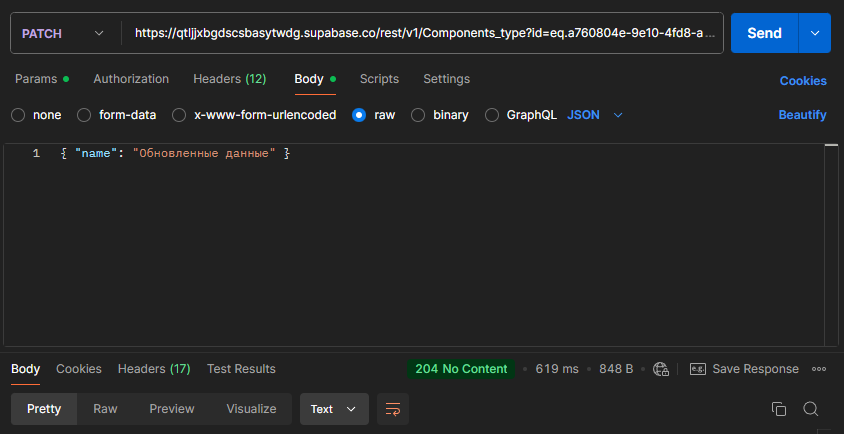 PATCH https://qtljjxbgdscsbasytwdg.supabase.co/rest/v1/Components_type?id=eq.a760804e-9e10-4fd8-a... Send
Params Authorization Headers (12) Body Scripts Settings Cookies
none form-data x-www-form-urlencoded raw binary GraphQL JSON Beautify
1 { "name": "Обновленные данные" }
Body Cookies Headers (17) Test Results 204 No Content 619 ms 848 B e.g. Save Response
Pretty Raw Preview Visualize Text